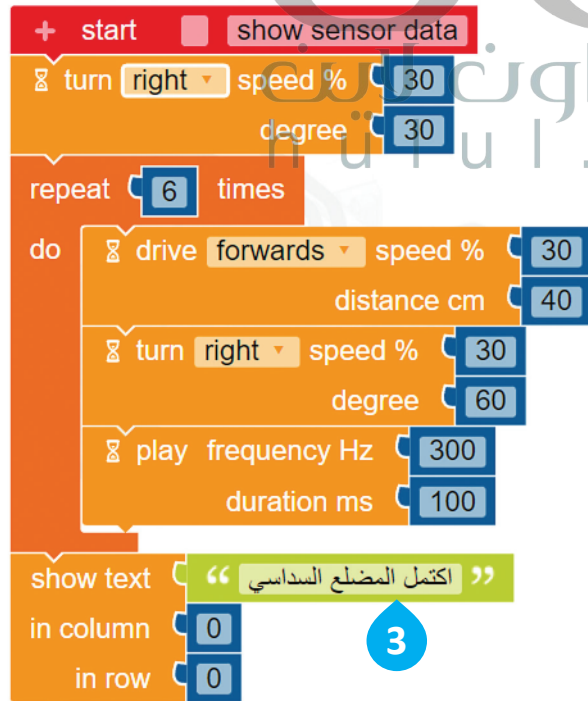 + start show sensor data
turn right speed % 30
degree 30
repeat 6 times
do drive forwards speed % 30
distance cm 40
turn right speed % 30
degree 60
play frequency Hz 300
duration ms 100
show text “ اكتمل المضلع السداسي ”
in column 0
3
in row 0